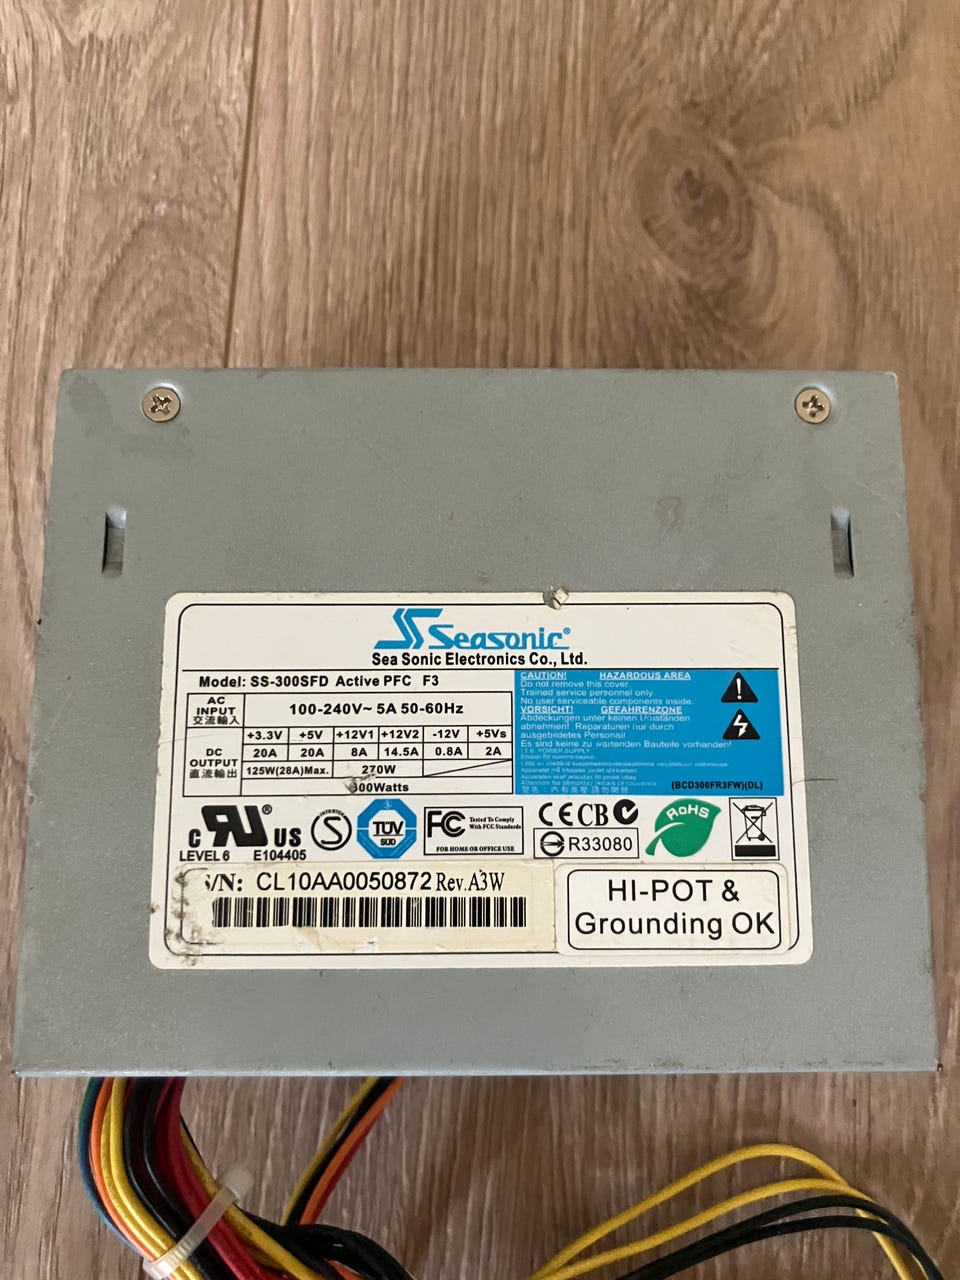 Seasonic®
Sea Sonic Electronics Co., Ltd.
Model: SS-300SFD Active PFC F3
AC
INPUT
交流輸入
100-240V~ 5A 50-60Hz
DC
OUTPUT
直流輸出
+3.3V +5V +12V1 +12V2 -12V +5Vs
20A 20A 8A 14.5A 0.8A 2A
125W(28A)Max. 270W
300Watts
CAUTION! HAZARDOUS AREA
Do not remove this cover.
Trained service personnel only
No user serviceable components inside.
VORSICHT! GEFAHRENZONE
Abdeckungen unter keinen Umständen
abnehmen! Reparaturen nur durch
ausgebildetes Personal!
Es sind keine zu wartenden Bauteile vorhanden!
I.T.E. POWER SUPPLY
(BCD300FR3FW)(DL)
C RU® US
LEVEL 6 E104405
INTERTEK
S
TÜV
SÜD
FC Tested To Comply
With FCC Standards
FOR HOME OR OFFICE USE
CE CB
R33080
RoHS
S/N: CL10AA0050872 Rev.A3W
HI-POT &
Grounding OK